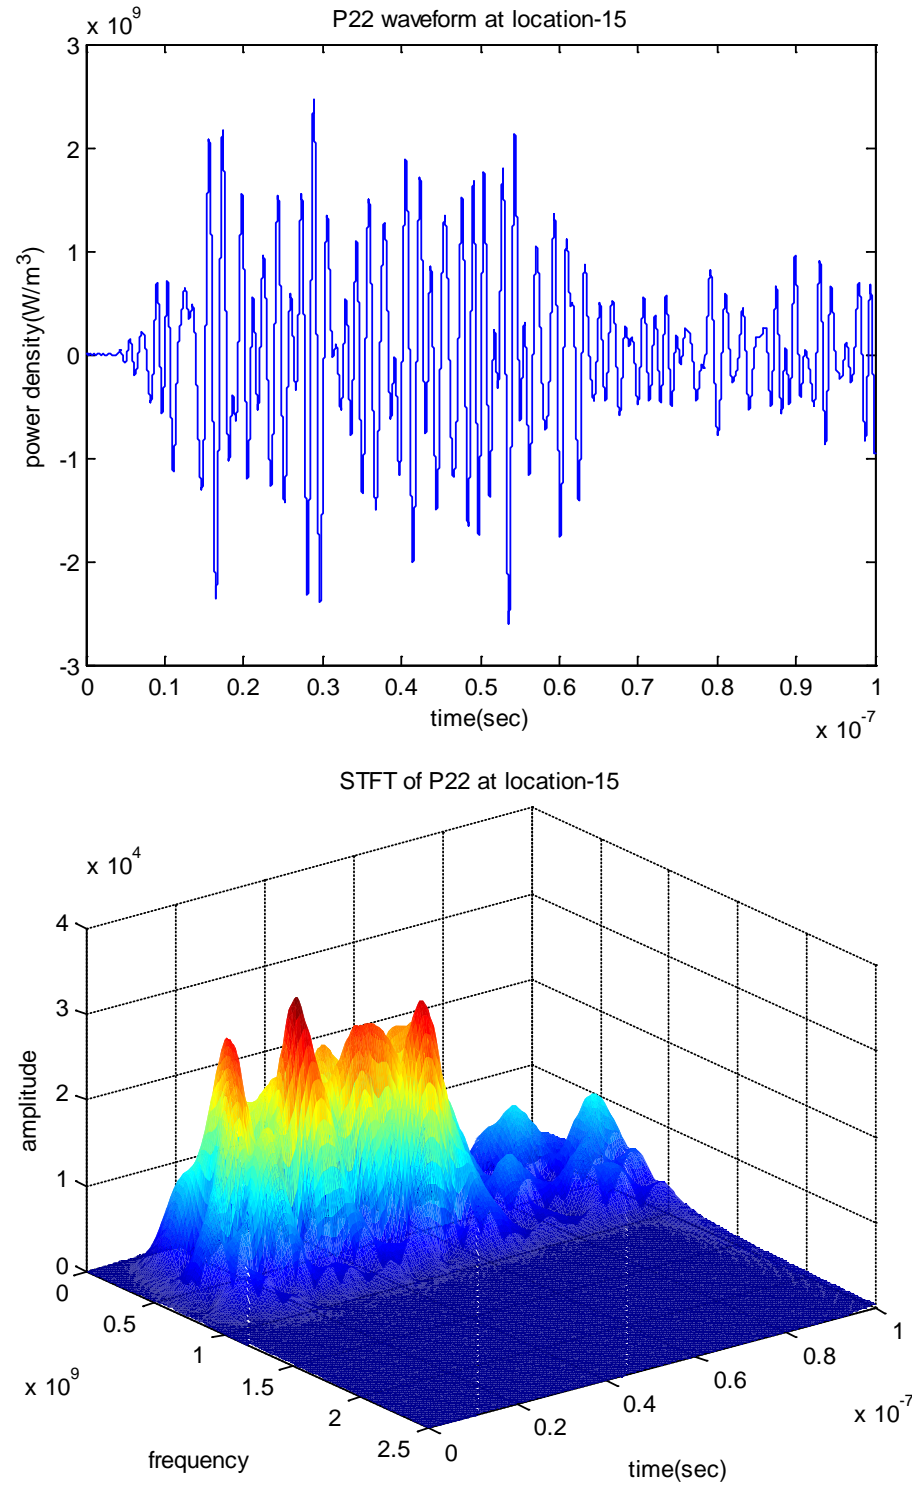 P22 waveform at location-15
x 10^9
3
2
1
0
-1
-2
-3
power density(W/m^3)
0 0.1 0.2 0.3 0.4 0.5 0.6 0.7 0.8 0.9 1
time(sec)
x 10^-7
STFT of P22 at location-15
x 10^4
4
3
2
1
0
amplitude
0
0.5
1
1.5
2
2.5
x 10^9
frequency
0
0.2
0.4
0.6
0.8
1
x 10^-7
time(sec)